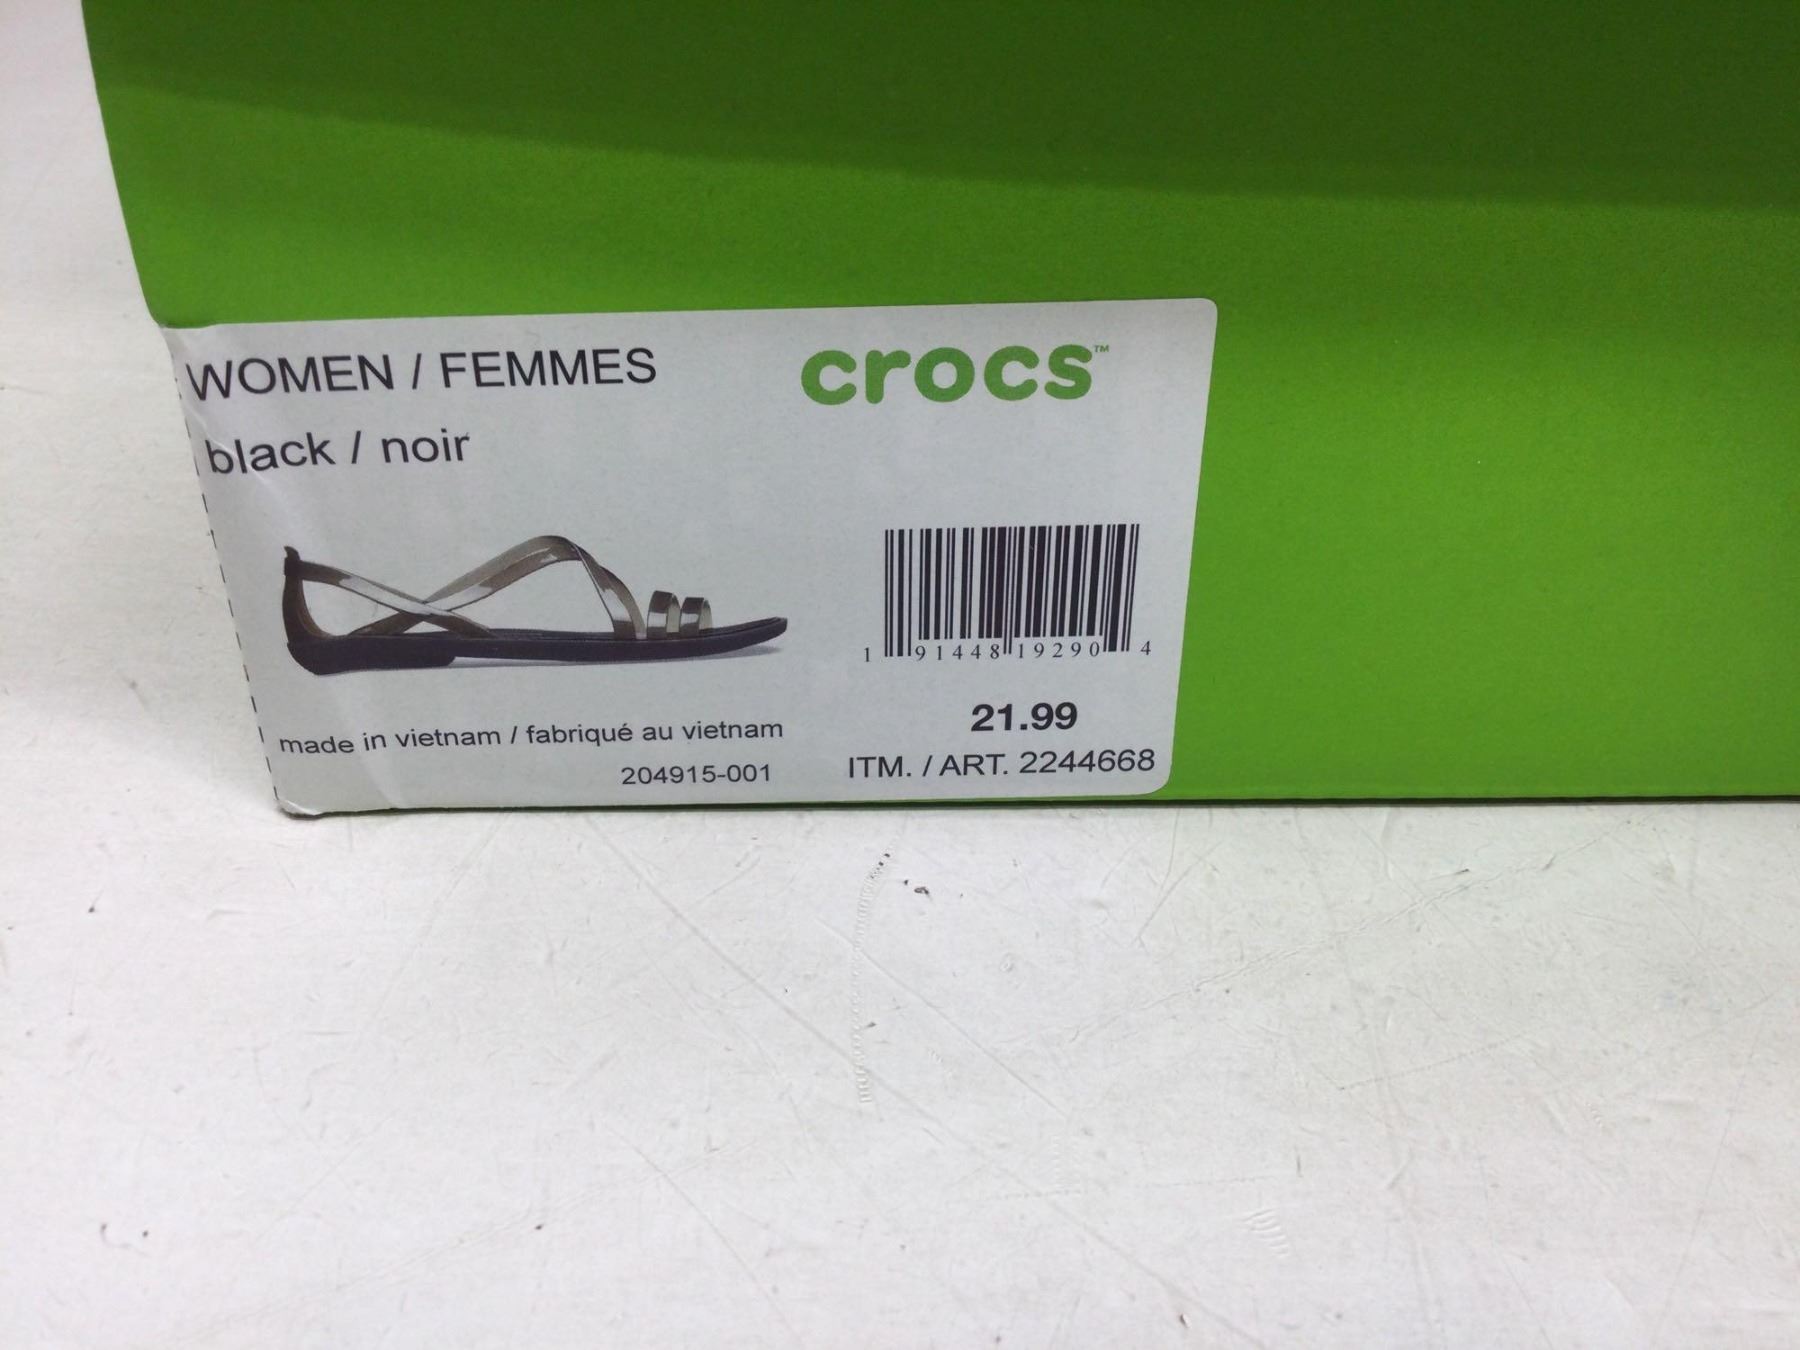 WOMEN / FEMMES
crocs™
black / noir
1 91448 19290 4
21.99
made in vietnam / fabriqué au vietnam
204915-001
ITM. / ART. 2244668